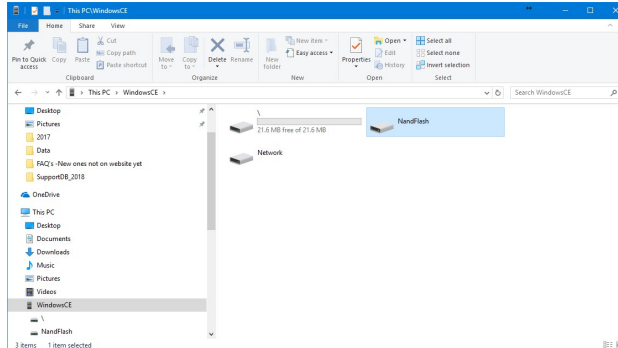 This PC\WindowsCE
File Home Share View
Pin to Quick access
Copy
Paste
Cut
Copy path
Paste shortcut
Move to
Copy to
Delete
Rename
New folder
New item
Easy access
Properties
Open
Edit
History
Select all
Select none
Invert selection
Clipboard Organize New Open Select
This PC > WindowsCE >
Search WindowsCE
Desktop
Pictures
2017
Data
FAQ's -New ones not on website yet
SupportDB_2018
OneDrive
This PC
Desktop
Documents
Downloads
Music
Pictures
Videos
WindowsCE
\
NandFlash
\
21.6 MB free of 21.6 MB
NandFlash
Network
3 items 1 item selected